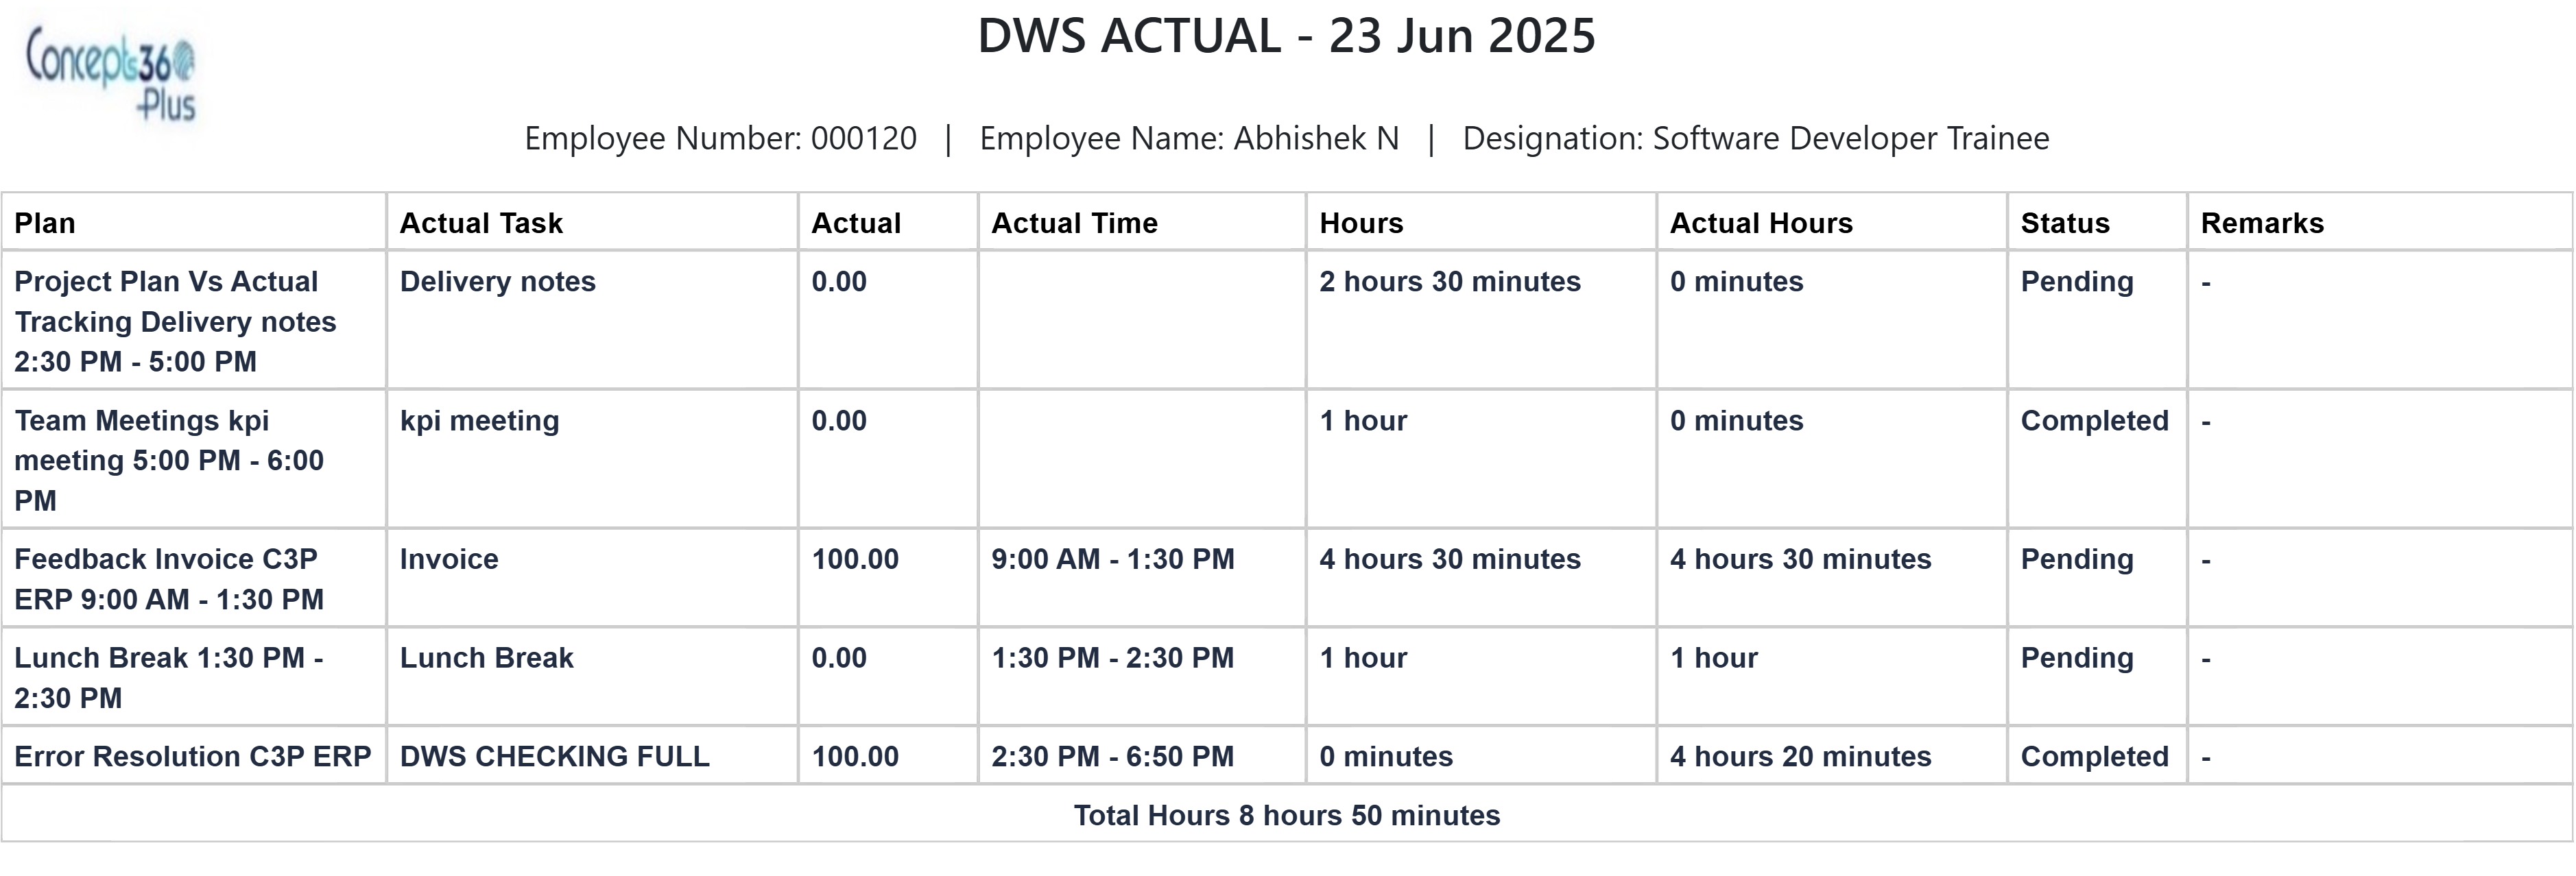 Concepts360
Plus
DWS ACTUAL - 23 Jun 2025
Employee Number: 000120 | Employee Name: Abhishek N | Designation: Software Developer Trainee
Plan Actual Task Actual Actual Time Hours Actual Hours Status Remarks
Project Plan Vs Actual Delivery notes 0.00 2 hours 30 minutes 0 minutes Pending -
Tracking Delivery notes
2:30 PM - 5:00 PM
Team Meetings kpi kpi meeting 0.00 1 hour 0 minutes Completed -
meeting 5:00 PM - 6:00
PM
Feedback Invoice C3P Invoice 100.00 9:00 AM - 1:30 PM 4 hours 30 minutes 4 hours 30 minutes Pending -
ERP 9:00 AM - 1:30 PM
Lunch Break 1:30 PM - Lunch Break 0.00 1:30 PM - 2:30 PM 1 hour 1 hour Pending -
2:30 PM
Error Resolution C3P ERP DWS CHECKING FULL 100.00 2:30 PM - 6:50 PM 0 minutes 4 hours 20 minutes Completed -
Total Hours 8 hours 50 minutes